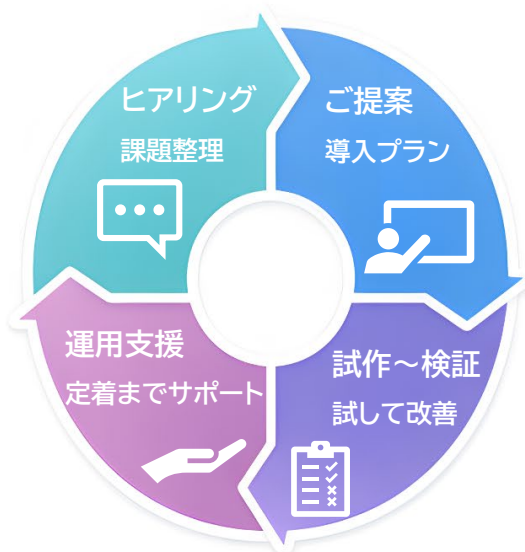 ヒアリング
課題整理
ご提案
導入プラン
試作～検証
試して改善
運用支援
定着までサポート